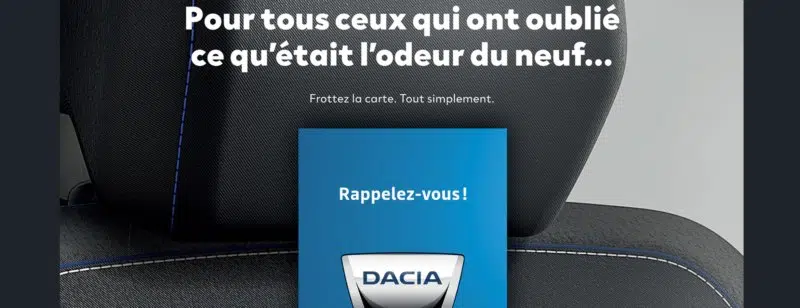 Pour tous ceux qui ont oublié
ce qu'était l'odeur du neuf...
Frottez la carte. Tout simplement.
Rappelez-vous !
DACIA